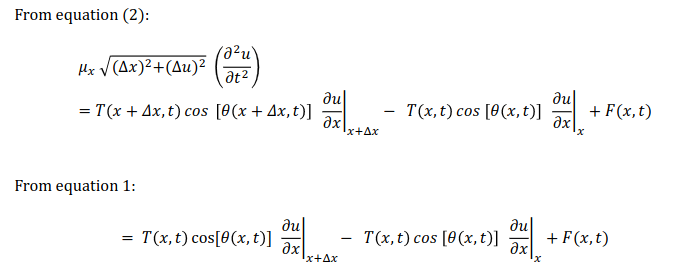 From equation (2):
μₓ √(Δx)²+(Δu)² (∂²u/∂t²)
= T(x + Δx, t) cos [θ(x + Δx, t)] ∂u/∂x|ₓ₊Δₓ − T(x, t) cos [θ(x, t)] ∂u/∂x|ₓ + F(x, t)
From equation 1:
= T(x, t) cos[θ(x, t)] ∂u/∂x|ₓ₊Δₓ − T(x, t) cos [θ(x, t)] ∂u/∂x|ₓ + F(x, t)